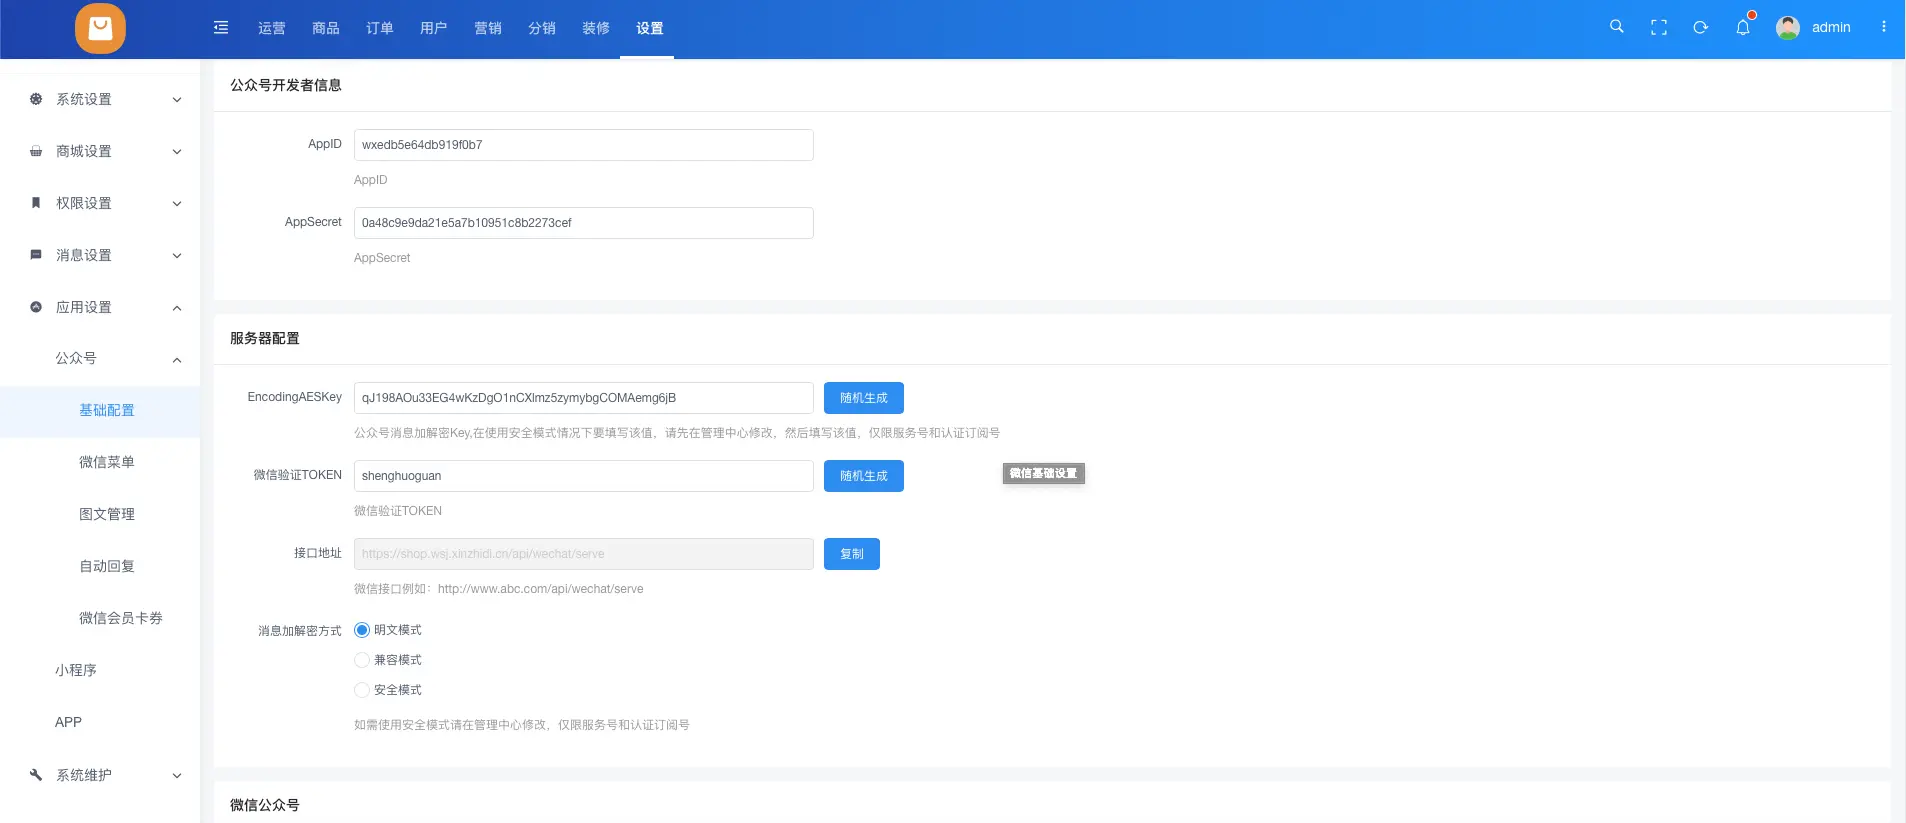 运营 商品 订单 用户 营销 分销 装修 设置 admin
系统设置
商城设置
权限设置
消息设置
应用设置
公众号
基础配置
微信菜单
图文管理
自动回复
微信会员卡券
小程序
APP
系统维护
公众号开发者信息
AppID wxedb5e64db919f0b7
AppID
AppSecret 0a48c9e9da21e5a7b10951c8b2273cef
AppSecret
服务器配置
EncodingAESKey qJ198AOu33EG4wKzDgO1nCXlmz5zymybgCOMAemg6jB 随机生成
公众号消息加解密Key,在使用安全模式情况下要填写该值，请先在管理中心修改，然后填写该值，仅限服务号和认证订阅号
微信验证TOKEN shenghuoguan 随机生成
微信基础设置
微信验证TOKEN
接口地址 https://shop.wsj.xinzhidi.cn/api/wechat/serve 复制
微信接口例如：http://www.abc.com/api/wechat/serve
消息加解密方式 明文模式
兼容模式
安全模式
如需使用安全模式请在管理中心修改，仅限服务号和认证订阅号
微信公众号